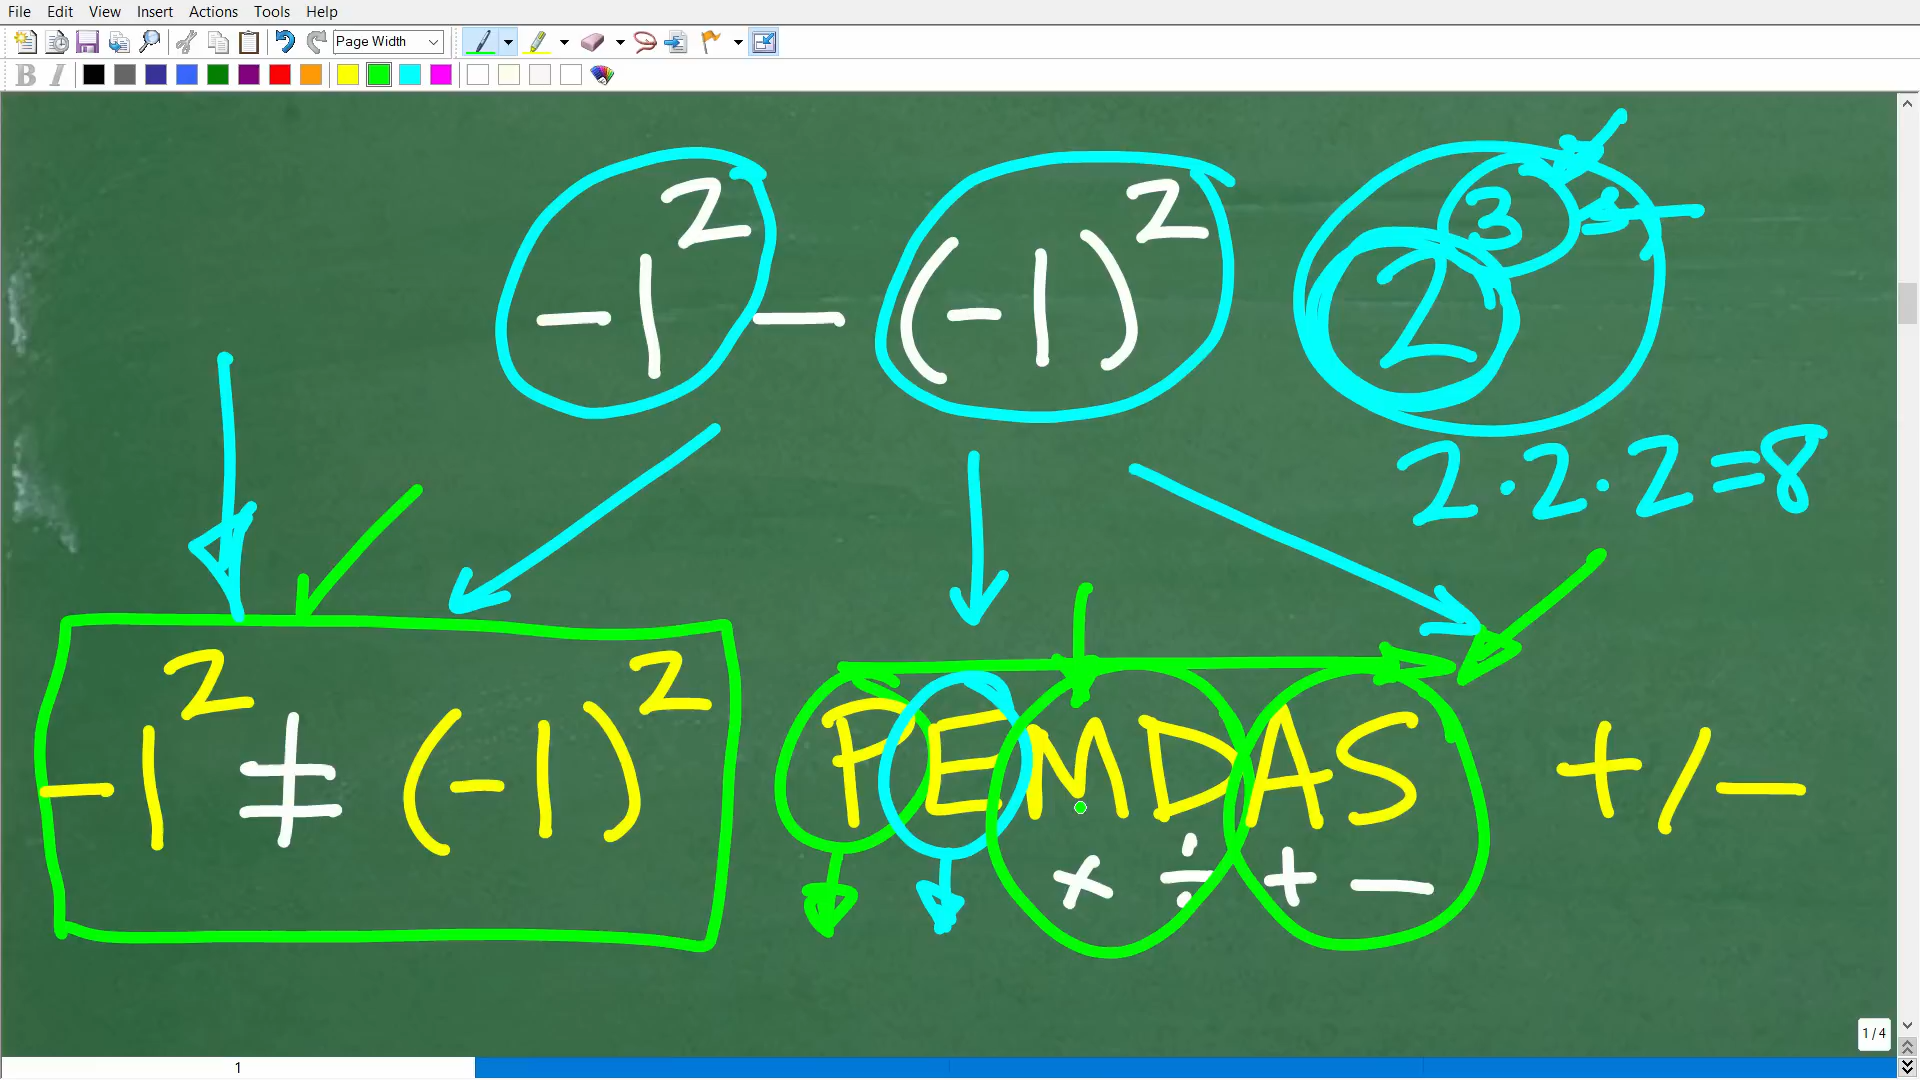 File Edit View Insert Actions Tools Help
Page Width
B I
-1² - (-1)² 2³
2·2·2=8
-1² ≠ (-1)² PEMDAS +/-
× ÷ + -
1 / 4
1